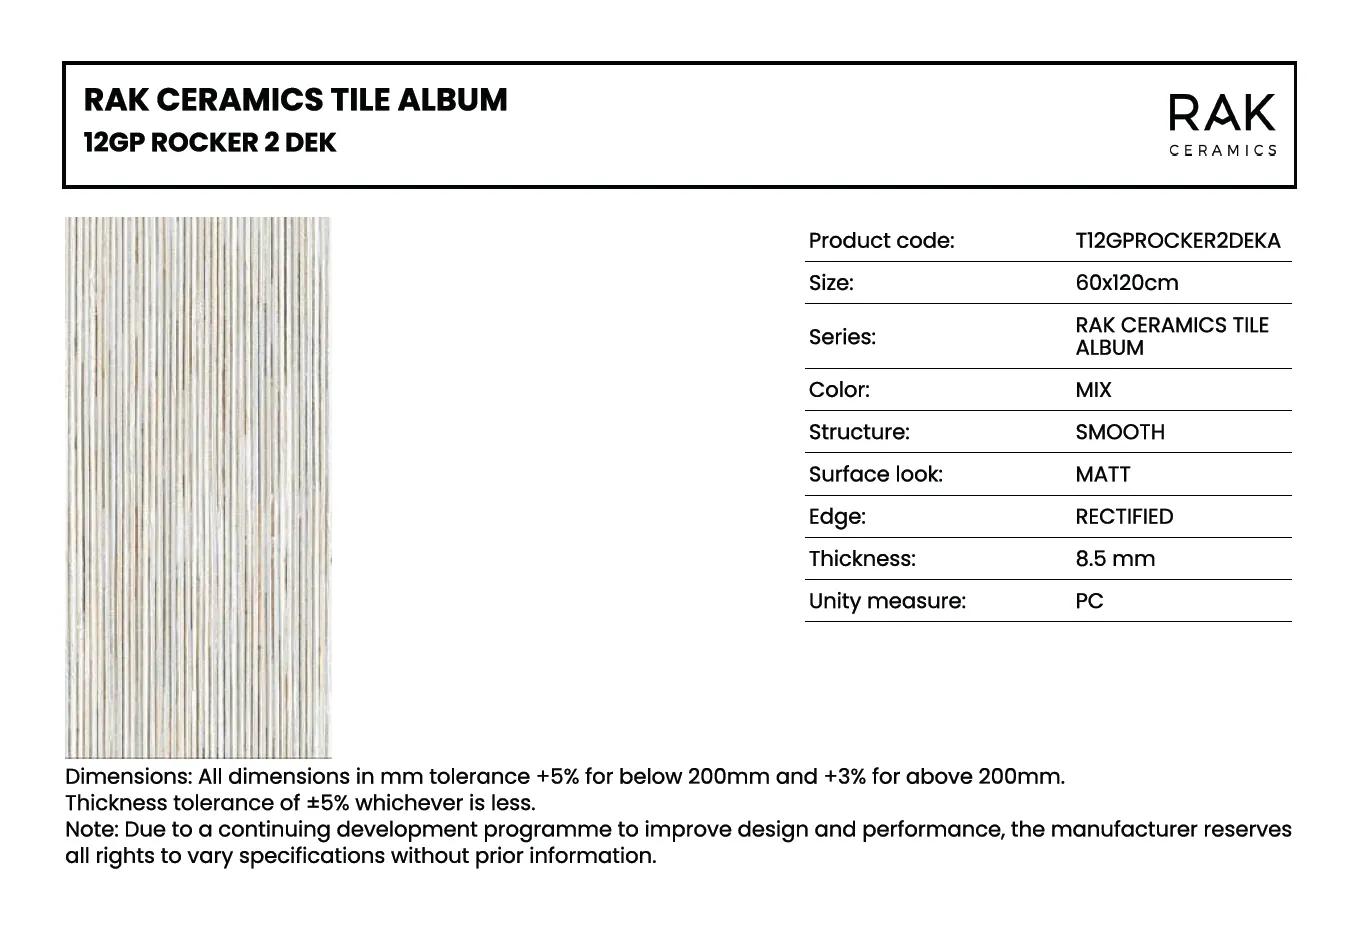 RAK CERAMICS TILE ALBUM
12GP ROCKER 2 DEK
RAK
CERAMICS
Product code: T12GPROCKER2DEKA
Size: 60x120cm
Series: RAK CERAMICS TILE
ALBUM
Color: MIX
Structure: SMOOTH
Surface look: MATT
Edge: RECTIFIED
Thickness: 8.5 mm
Unity measure: PC
Dimensions: All dimensions in mm tolerance +5% for below 200mm and +3% for above 200mm.
Thickness tolerance of ±5% whichever is less.
Note: Due to a continuing development programme to improve design and performance, the manufacturer reserves
all rights to vary specifications without prior information.